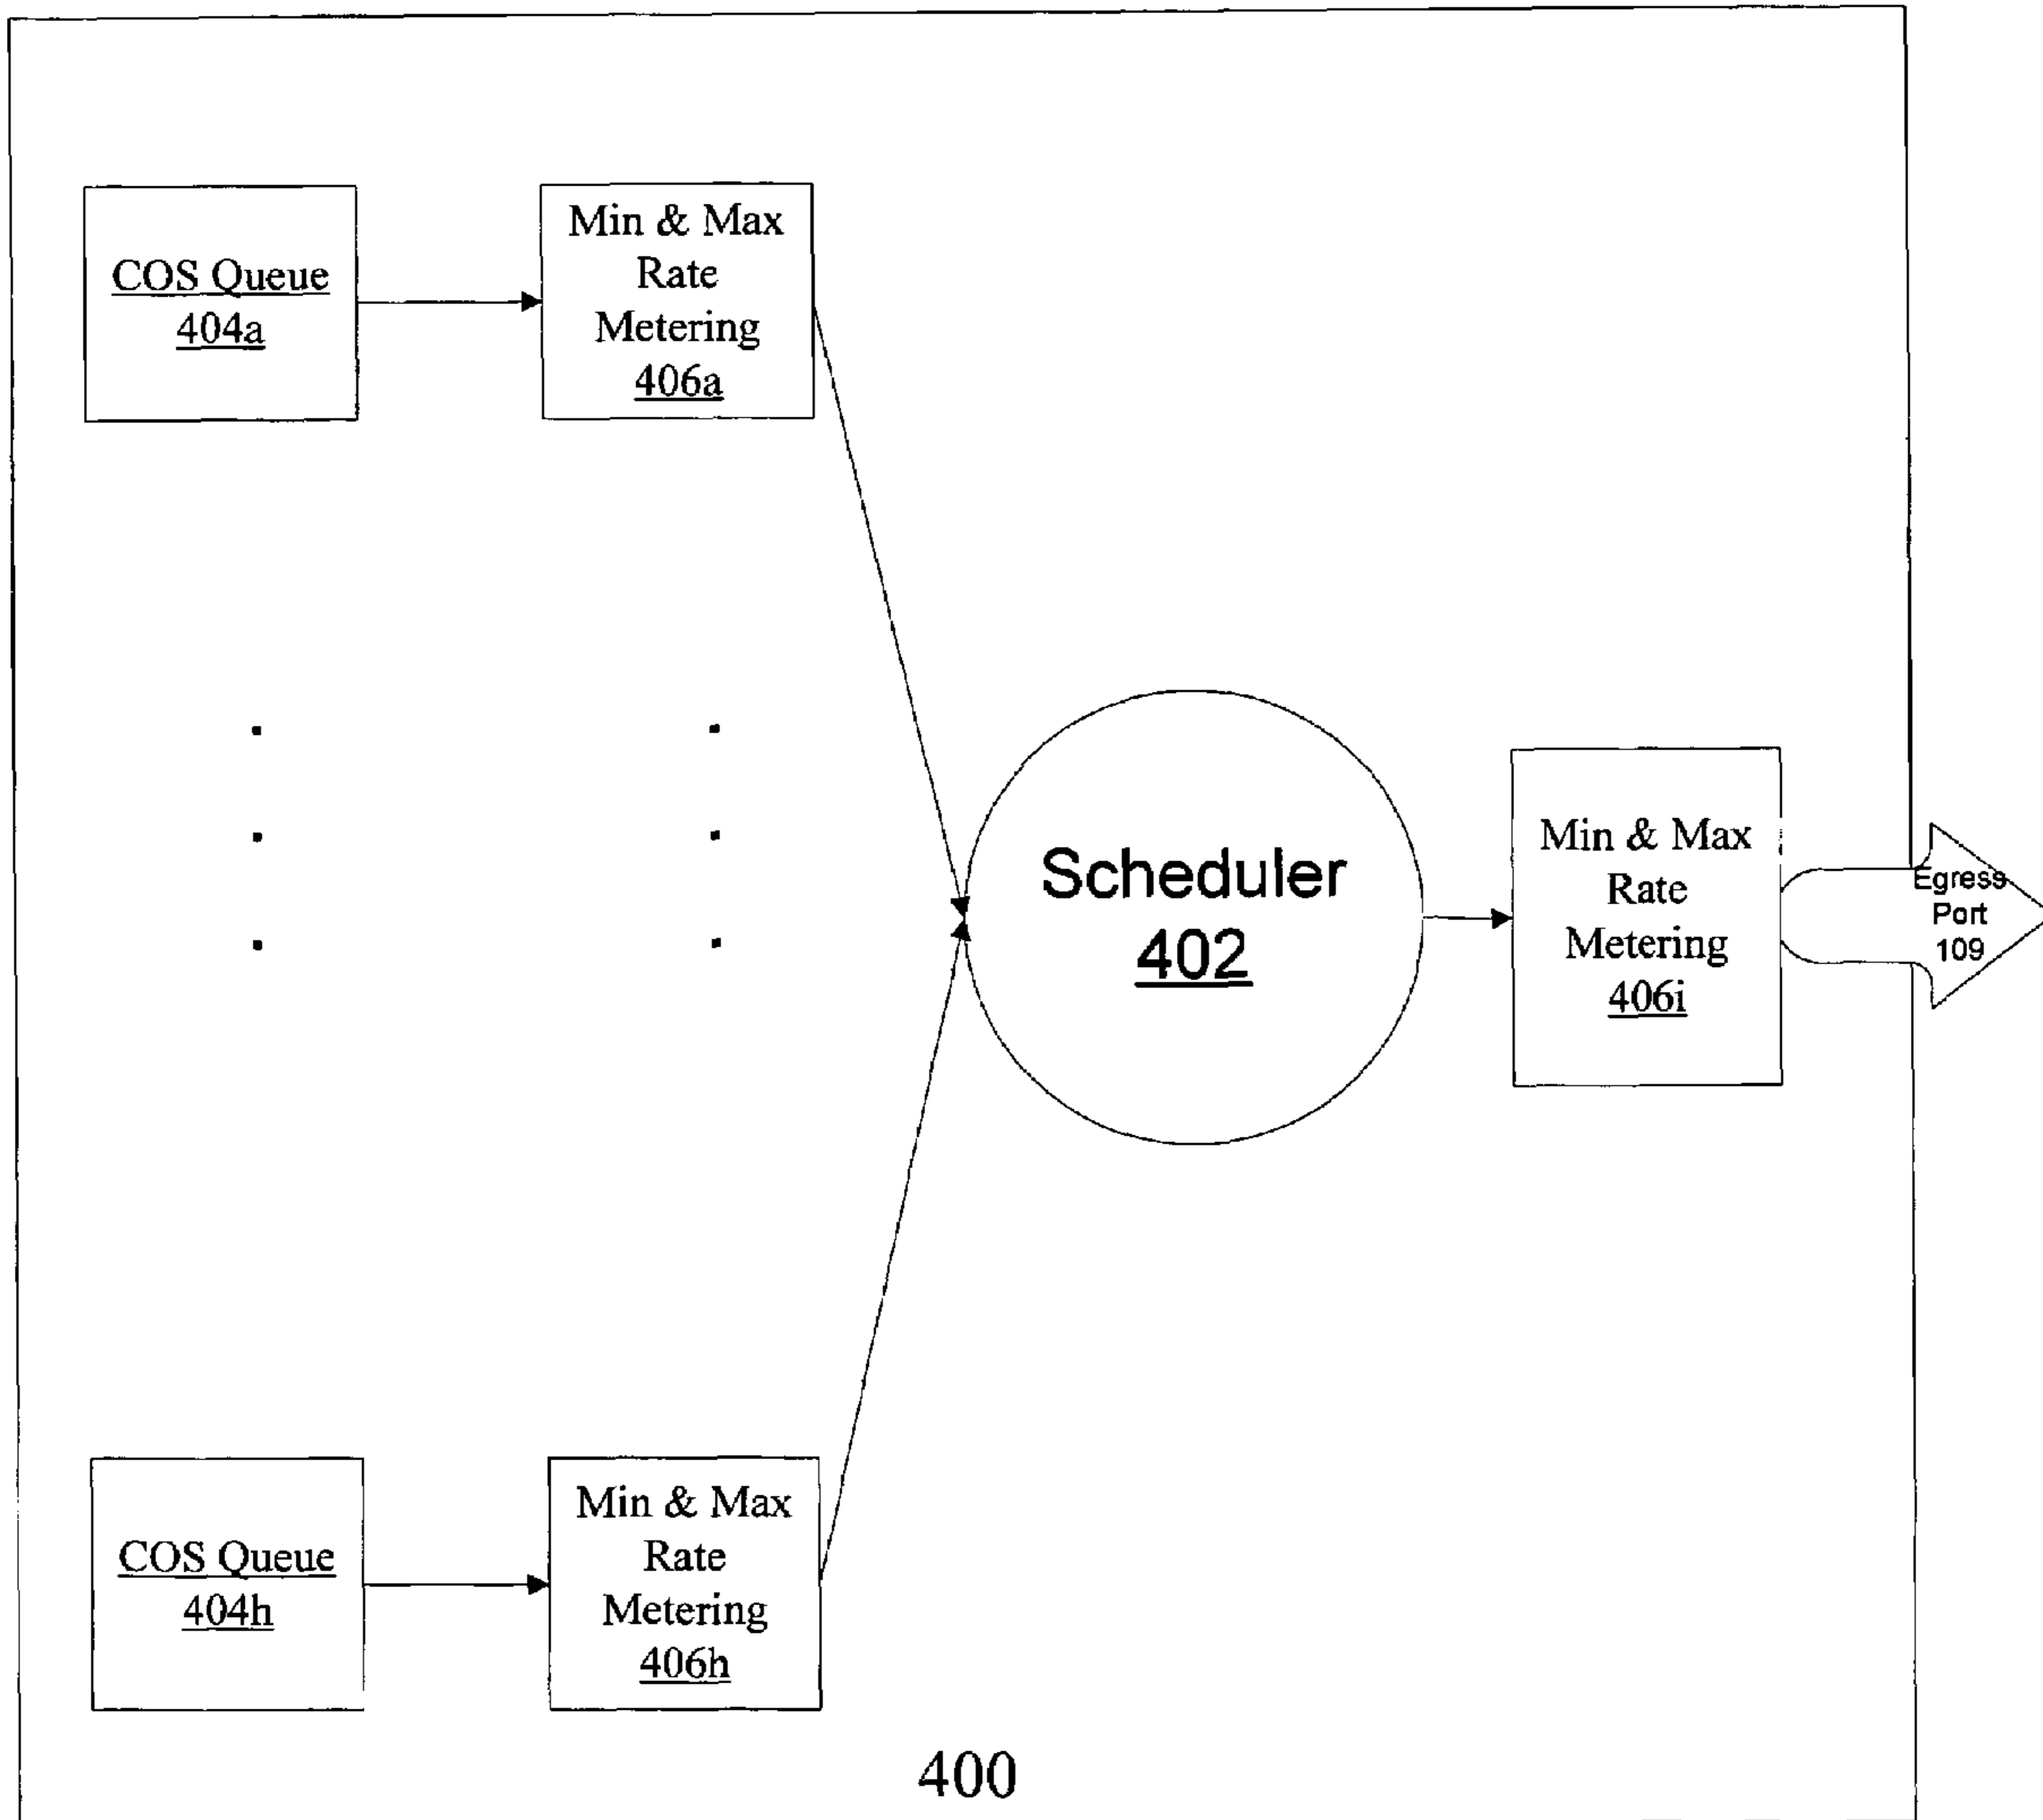 COS Queue
404a
Min & Max
Rate
Metering
406a
Scheduler
402
Min & Max
Rate
Metering
406i
Egress
Port
109
COS Queue
404h
Min & Max
Rate
Metering
406h
400